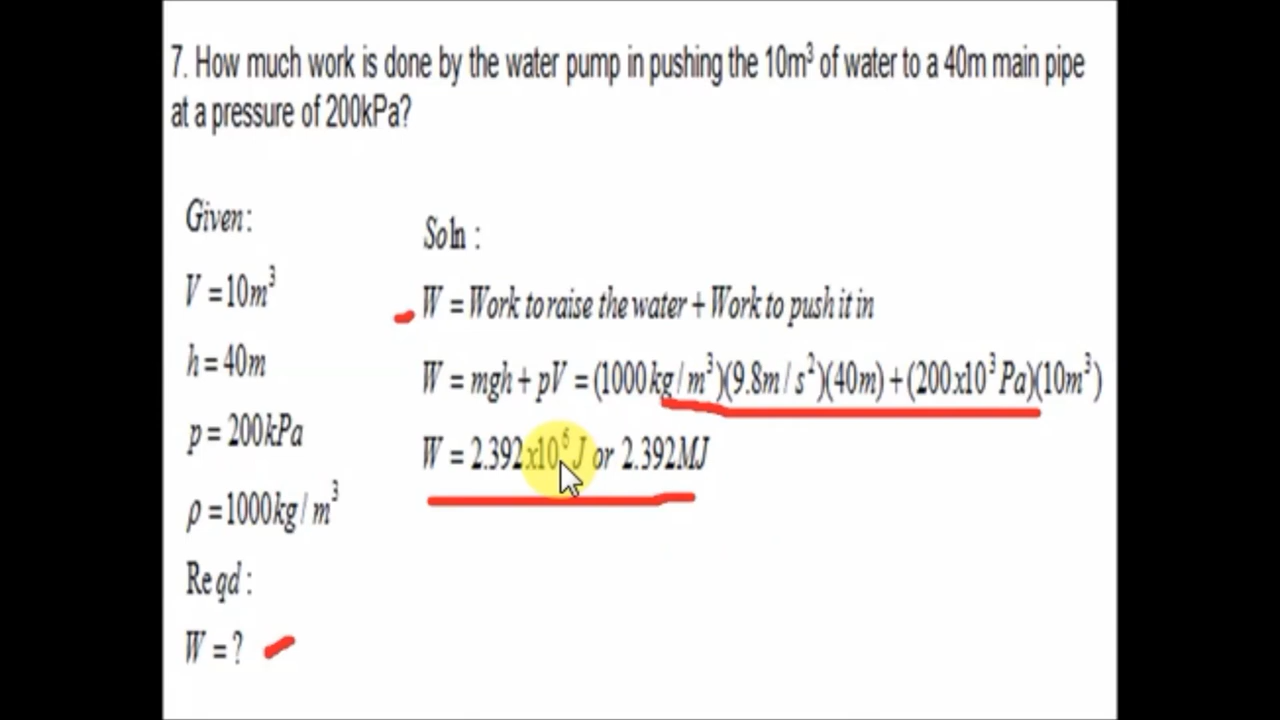 7. How much work is done by the water pump in pushing the 10m³ of water to a 40m main pipe
at a pressure of 200kPa?
Given:
V = 10m³
h = 40m
p = 200kPa
ρ = 1000kg / m³
Reqd:
W = ?
Soln :
W = Work to raise the water + Work to push it in
W = mgh + pV = (1000kg / m³)(9.8m / s²)(40m) + (200x10³ Pa)(10m³)
W = 2.392x10⁶ J or 2.392MJ